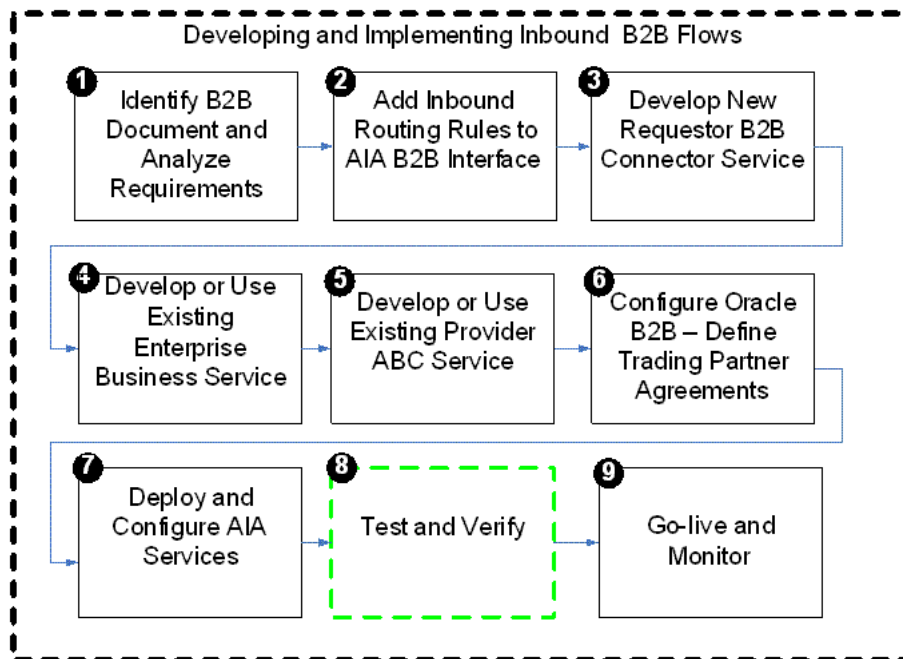 Developing and Implementing Inbound B2B Flows
1
Identify B2B
Document and
Analyze
Requirements
2
Add Inbound
Routing Rules to
AIA B2B Interface
3
Develop New
Requestor B2B
Connector Service
4
Develop or Use
Existing
Enterprise
Business Service
5
Develop or Use
Existing Provider
ABC Service
6
Configure Oracle
B2B – Define
Trading Partner
Agreements
7
Deploy and
Configure AIA
Services
8
Test and Verify
9
Go-live and
Monitor